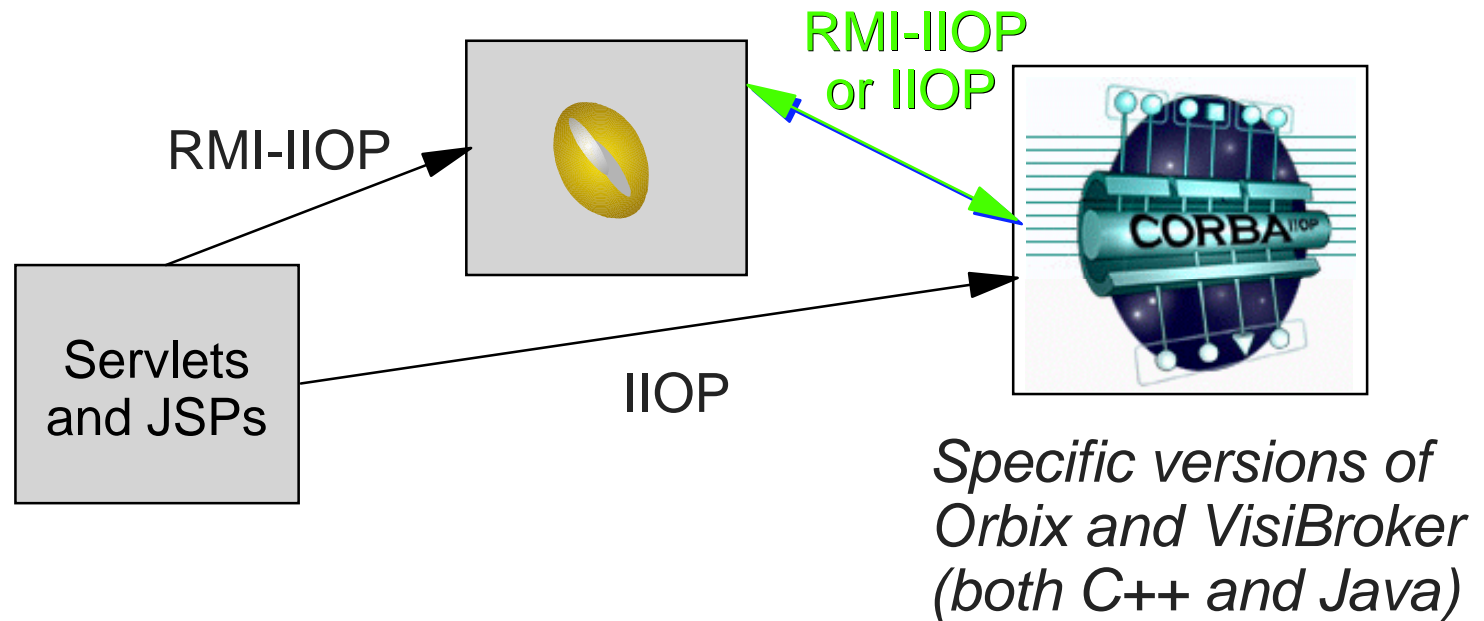 RMI-IIOP
or IIOP
RMI-IIOP
CORBA IIOP
Servlets
and JSPs
IIOP
Specific versions of
Orbix and VisiBroker
(both C++ and Java)